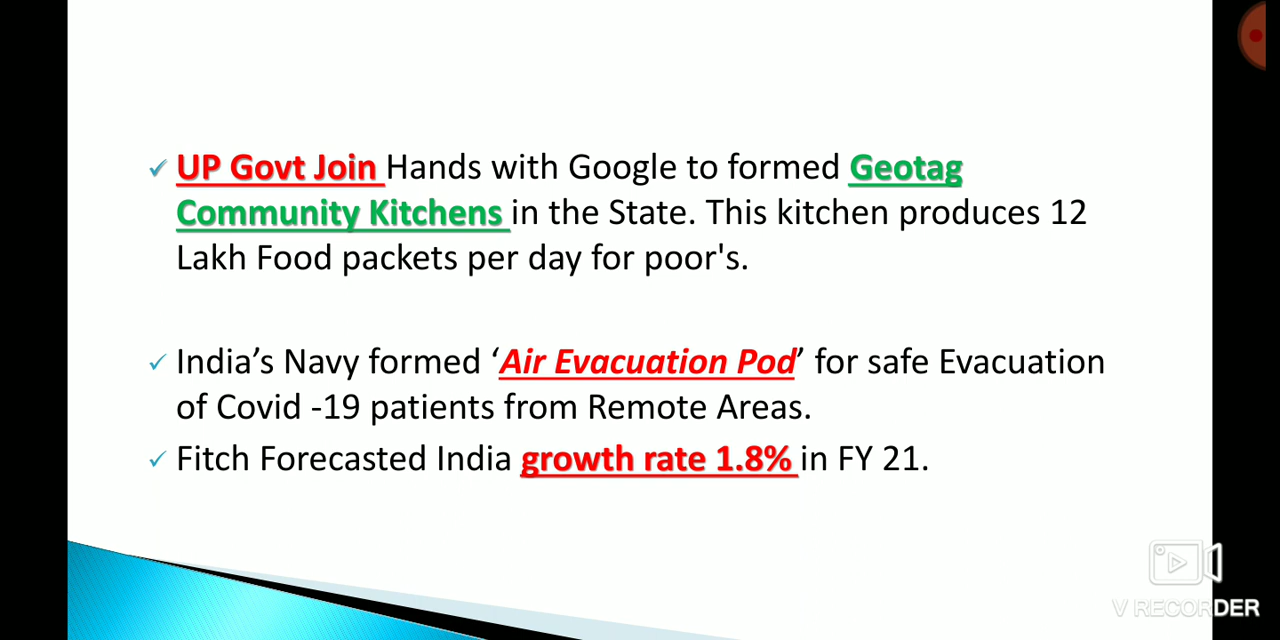 UP Govt Join Hands with Google to formed Geotag
Community Kitchens in the State. This kitchen produces 12
Lakh Food packets per day for poor's.
India’s Navy formed ‘Air Evacuation Pod’ for safe Evacuation
of Covid -19 patients from Remote Areas.
Fitch Forecasted India growth rate 1.8% in FY 21.
V RECORDER